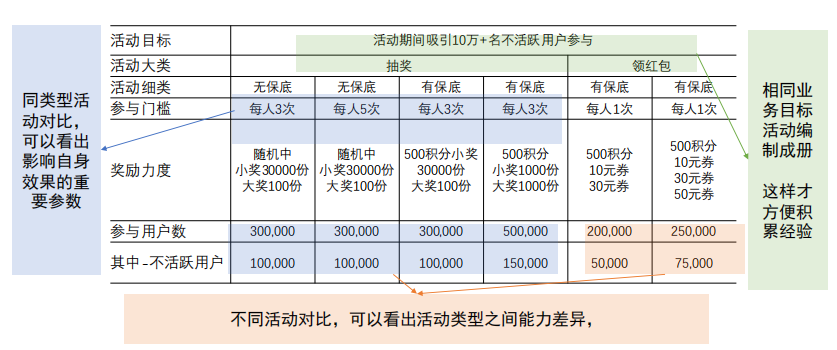 同类型活
动对比，
可以看出
影响自身
效果的重
要参数
活动目标 活动期间吸引10万+名不活跃用户参与
活动大类 抽奖 领红包
活动细类 无保底 无保底 有保底 有保底 有保底 有保底
参与门槛 每人3次 每人5次 每人3次 每人3次 每人1次 每人1次
奖励力度
随机中
小奖30000份
大奖100份
随机中
小奖30000份
大奖100份
500积分小奖
30000份
大奖100份
500积分
小奖1000份
大奖1000份
500积分
10元券
30元券
500积分
10元券
30元券
50元券
参与用户数 300,000 300,000 300,000 500,000 200,000 250,000
其中-不活跃用户 100,000 100,000 100,000 150,000 50,000 75,000
相同业
务目标
活动编
制成册
这样才
方便积
累经验
不同活动对比，可以看出活动类型之间能力差异，